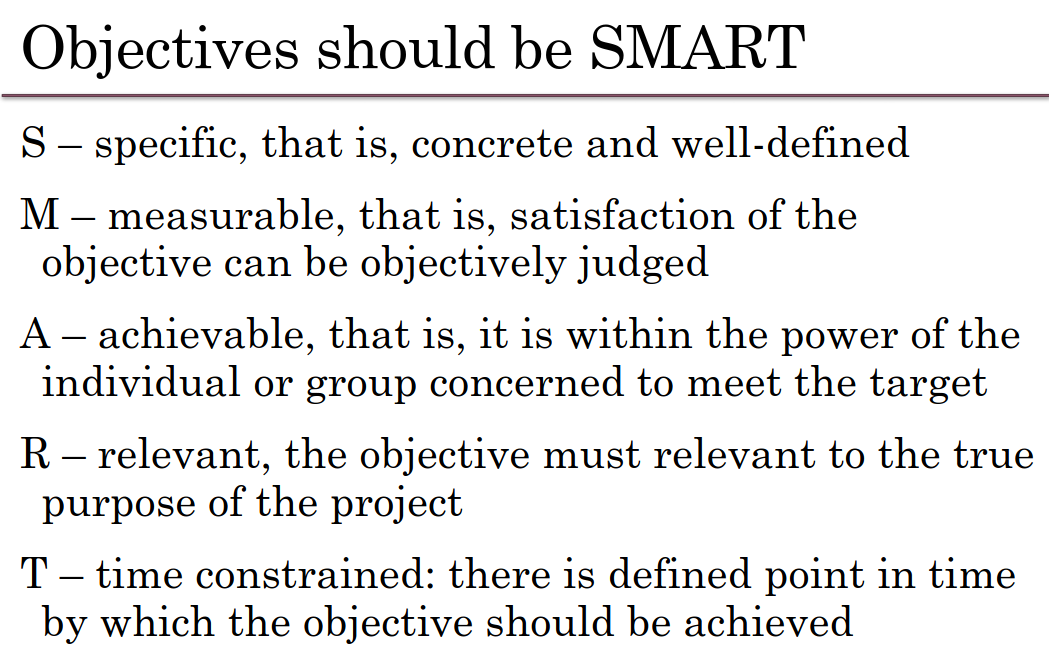 Objectives should be SMART
S – specific, that is, concrete and well-defined
M – measurable, that is, satisfaction of the
objective can be objectively judged
A – achievable, that is, it is within the power of the
individual or group concerned to meet the target
R – relevant, the objective must relevant to the true
purpose of the project
T – time constrained: there is defined point in time
by which the objective should be achieved